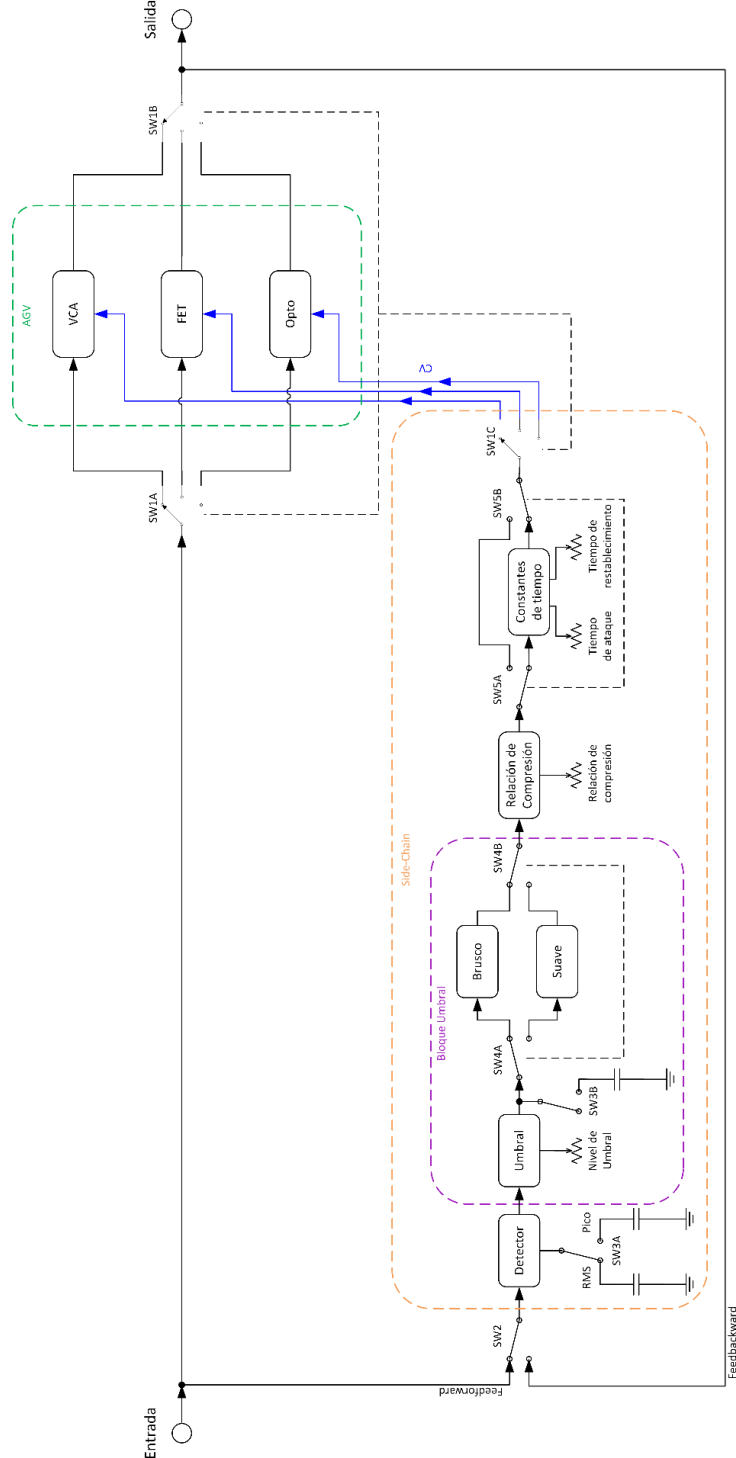 Entrada
Feedforward
SW2
Feedbackward
Side-Chain
Detector
RMS
Pico
SW3A
Bloque Umbral
Umbral
Nivel de
Umbral
SW3B
SW4A
Brusco
Suave
SW4B
Relación de
Compresión
Relación de
compresión
SW5A
Constantes
de tiempo
Tiempo
de ataque
Tiempo de
restablecimiento
SW5B
SW1C
CV
SW1A
AGV
VCA
FET
Opto
SW1B
Salida